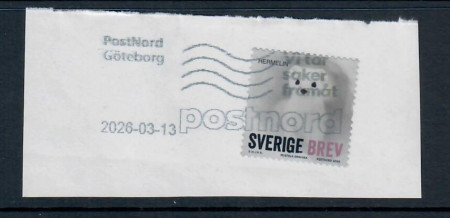 PostNord
Göteborg
2026-03-13
postnord
Vi tar
saker
framåt
HERMELIN
SVERIGE BREV